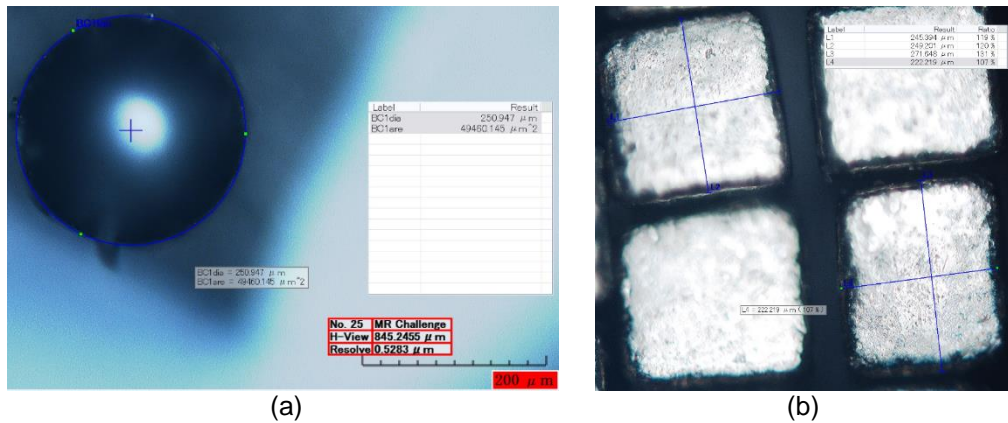 BC1dia
Label Result
BC1dia 250.947 μm
BC1are 49460.145 μm^2
BC1dia = 250.947 μm
BC1are = 49460.145 μm^2
No. 25 MR Challenge
H-View 845.2455 μm
Resolve 0.5283 μm
200 μm
(a)
Label Result Ratio
L1 245.394 μm 119 %
L2 249.201 μm 120 %
L3 271.648 μm 131 %
L4 222.219 μm 107 %
L1
L2
L3
L4
L4 = 222.219 μm ( 107 % )
(b)